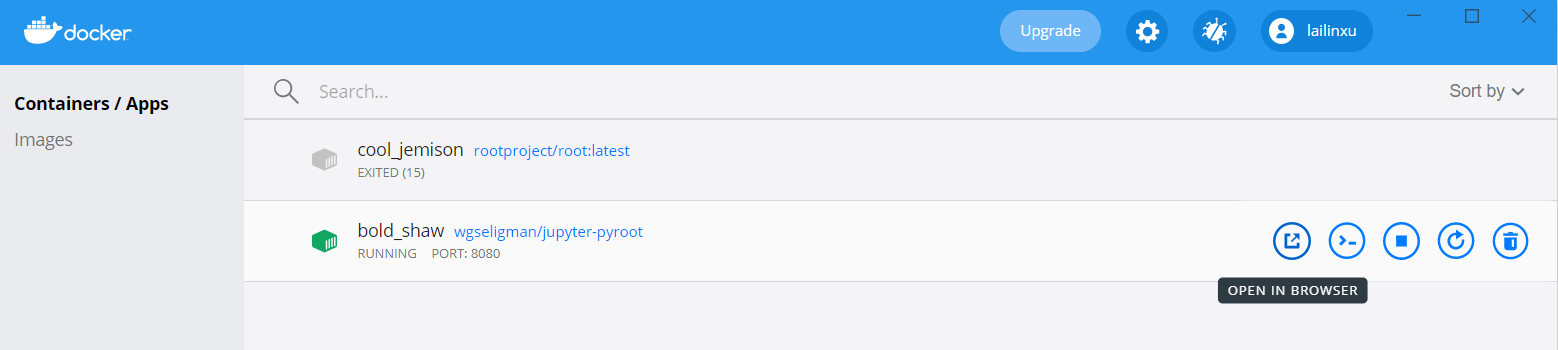 docker
Upgrade
lailinxu
Containers / Apps
Images
Search...
Sort by
cool_jemison rootproject/root:latest
EXITED (15)
bold_shaw wgseligman/jupyter-pyroot
RUNNING PORT: 8080
OPEN IN BROWSER